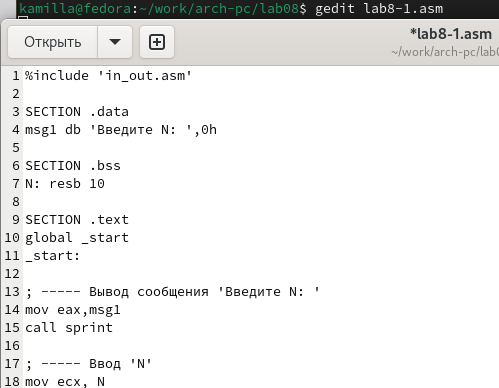 kamilla@fedora:~/work/arch-pc/lab08$ gedit lab8-1.asm
Открыть
*lab8-1.asm
~/work/arch-pc/lab0
1 %include 'in_out.asm'
2
3 SECTION .data
4 msg1 db 'Введите N: ',0h
5
6 SECTION .bss
7 N: resb 10
8
9 SECTION .text
10 global _start
11 _start:
12
13 ; ----- Вывод сообщения 'Введите N: '
14 mov eax,msg1
15 call sprint
16
17 ; ----- Ввод 'N'
18 mov ecx, N